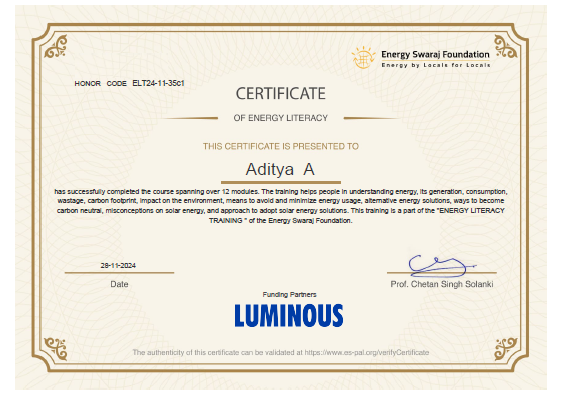 Energy Swaraj Foundation
Energy by Locals for Locals
HONOR CODE ELT24-11-35c1
CERTIFICATE
OF ENERGY LITERACY
THIS CERTIFICATE IS PRESENTED TO
Aditya A
has successfully completed the course spanning over 12 modules. The training helps people in understanding energy, its generation, consumption,
wastage, carbon footprint, impact on the environment, means to avoid and minimize energy usage, alternative energy solutions, ways to become
carbon neutral, misconceptions on solar energy, and approach to adopt solar energy solutions. This training is a part of the "ENERGY LITERACY
TRAINING " of the Energy Swaraj Foundation.
28-11-2024
Date
Prof. Chetan Singh Solanki
Funding Partners
LUMINOUS
The authenticity of this certificate can be validated at https://www.es-pal.org/verifyCertificate